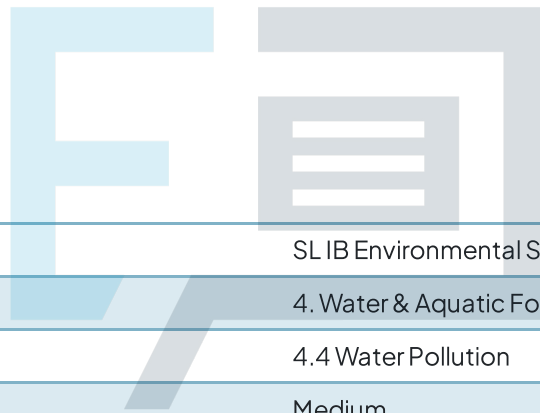 SL IB Environmental S
4. Water & Aquatic Fo
4.4 Water Pollution
Medium